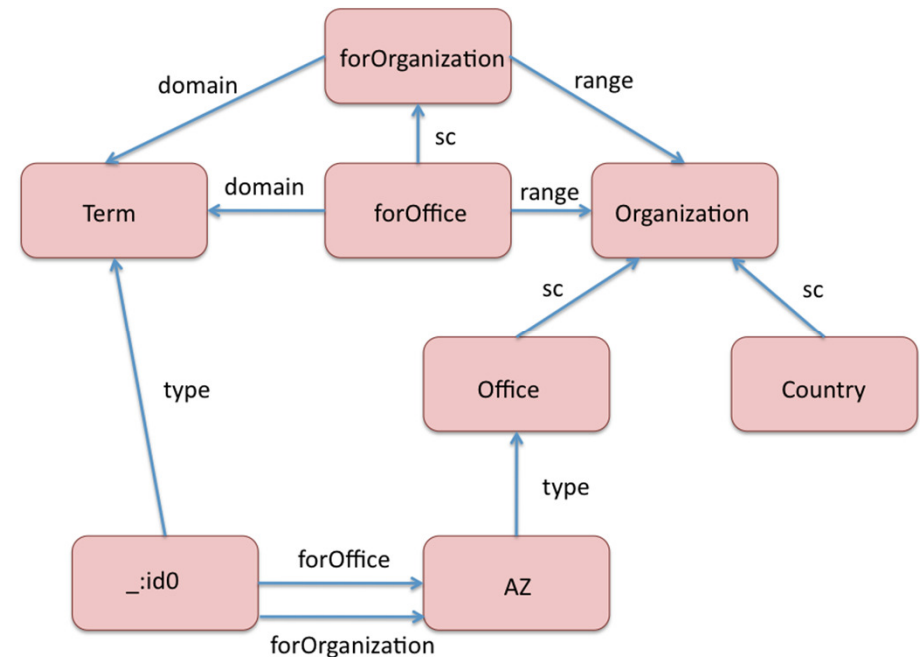 forOrganization
domain
range
sc
Term
domain
forOffice
range
Organization
sc
sc
Office
Country
type
type
_:id0
forOffice
AZ
forOrganization